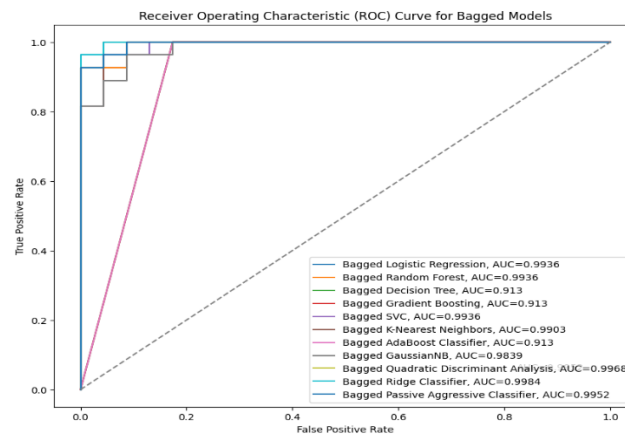 Receiver Operating Characteristic (ROC) Curve for Bagged Models
True Positive Rate
1.0
0.8
0.6
0.4
0.2
0.0
Bagged Logistic Regression, AUC=0.9936
Bagged Random Forest, AUC=0.9936
Bagged Decision Tree, AUC=0.913
Bagged Gradient Boosting, AUC=0.913
Bagged SVC, AUC=0.9936
Bagged K-Nearest Neighbors, AUC=0.9903
Bagged AdaBoost Classifier, AUC=0.913
Bagged GaussianNB, AUC=0.9839
Bagged Quadratic Discriminant Analysis, AUC=0.9968
Bagged Ridge Classifier, AUC=0.9984
Bagged Passive Aggressive Classifier, AUC=0.9952
0.0 0.2 0.4 0.6 0.8 1.0
False Positive Rate